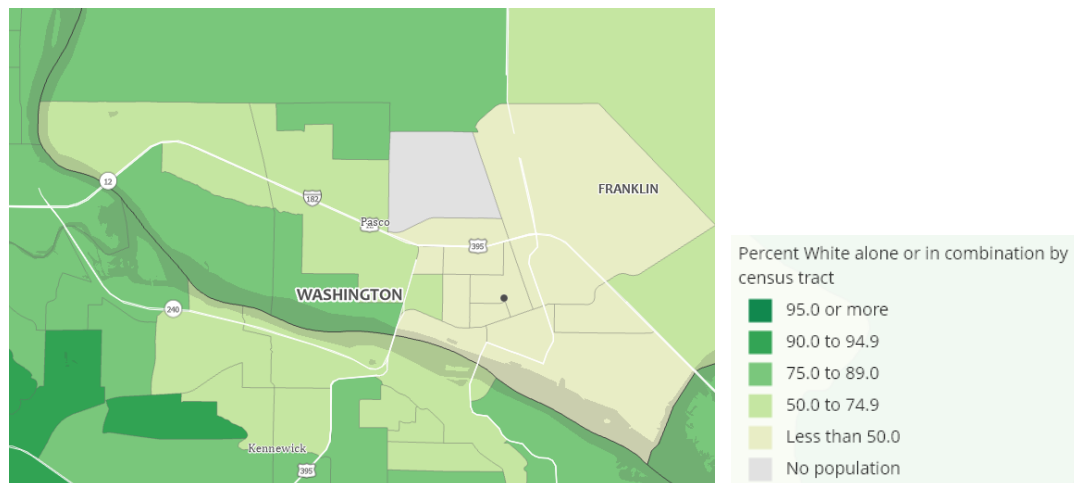 12
182
Pasco
395
FRANKLIN
WASHINGTON
240
Kennewick
395
Percent White alone or in combination by
census tract
95.0 or more
90.0 to 94.9
75.0 to 89.0
50.0 to 74.9
Less than 50.0
No population